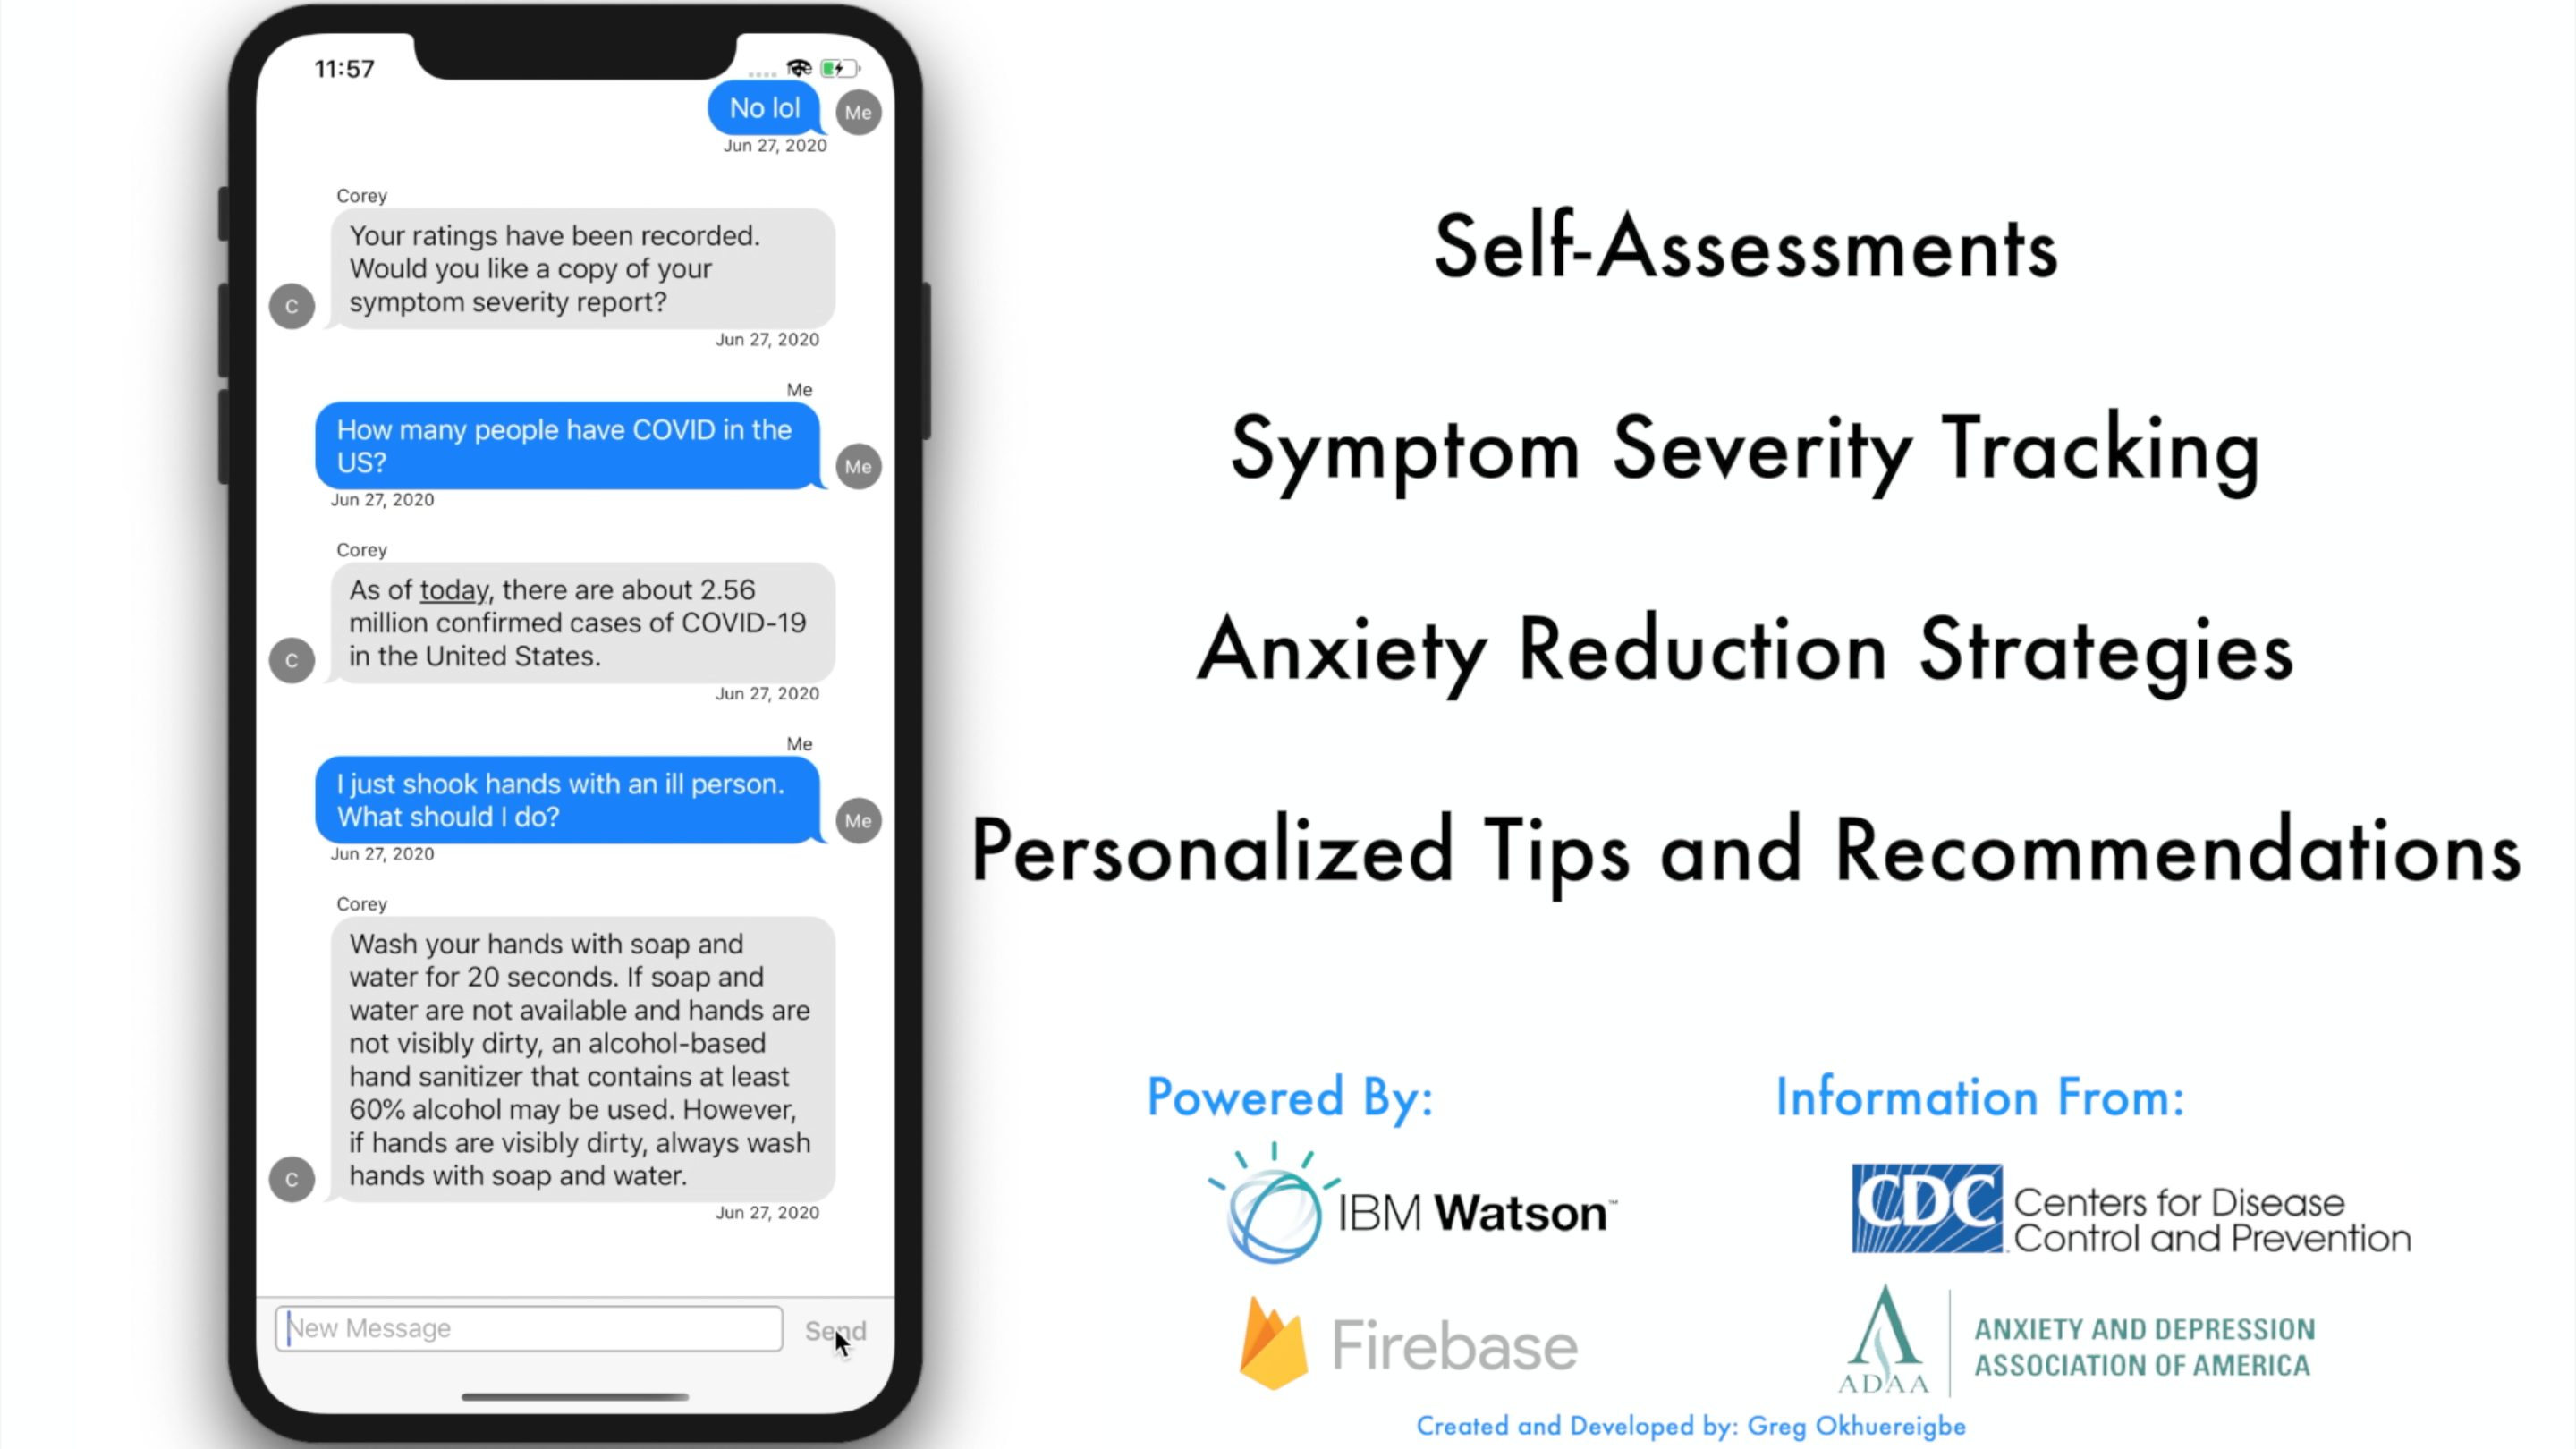 11:57
No lol
Me
Jun 27, 2020
Corey
Your ratings have been recorded.
Would you like a copy of your
symptom severity report?
C
Jun 27, 2020
Me
How many people have COVID in the
US?
Me
Jun 27, 2020
Corey
As of today, there are about 2.56
million confirmed cases of COVID-19
in the United States.
C
Jun 27, 2020
Me
I just shook hands with an ill person.
What should I do?
Me
Jun 27, 2020
Corey
Wash your hands with soap and
water for 20 seconds. If soap and
water are not available and hands are
not visibly dirty, an alcohol-based
hand sanitizer that contains at least
60% alcohol may be used. However,
if hands are visibly dirty, always wash
hands with soap and water.
C
Jun 27, 2020
New Message
Send
Self-Assessments
Symptom Severity Tracking
Anxiety Reduction Strategies
Personalized Tips and Recommendations
Powered By:
IBM Watson™
Firebase
Information From:
CDC
Centers for Disease
Control and Prevention
ADAA
ANXIETY AND DEPRESSION
ASSOCIATION OF AMERICA
Created and Developed by: Greg Okhuereigbe